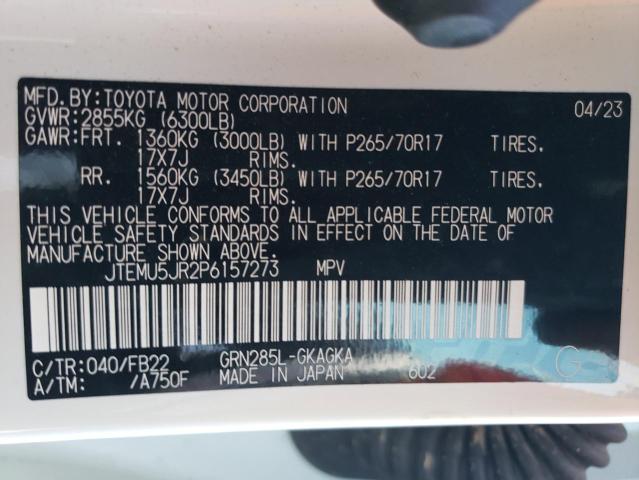 MFD.BY:TOYOTA MOTOR CORPORATION 04/23
GVWR:2855KG (6300LB)
GAWR:FRT. 1360KG (3000LB) WITH P265/70R17 TIRES.
17X7J RIMS.
RR. 1560KG (3450LB) WITH P265/70R17 TIRES.
17X7J RIMS.
THIS VEHICLE CONFORMS TO ALL APPLICABLE FEDERAL MOTOR
VEHICLE SAFETY STANDARDS IN EFFECT ON THE DATE OF
MANUFACTURE SHOWN ABOVE.
JTEMU5JR2P6157273 MPV
C/TR:040/FB22 GRN285L-GKAGKA
A/TM: /A750F MADE IN JAPAN 602 G